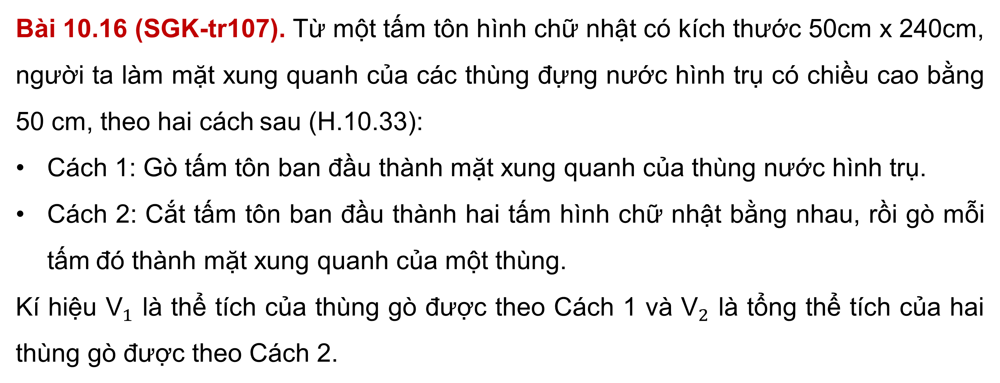 Bài 10.16 (SGK-tr107). Từ một tấm tôn hình chữ nhật có kích thước 50cm x 240cm,
người ta làm mặt xung quanh của các thùng đựng nước hình trụ có chiều cao bằng
50 cm, theo hai cách sau (H.10.33):
• Cách 1: Gò tấm tôn ban đầu thành mặt xung quanh của thùng nước hình trụ.
• Cách 2: Cắt tấm tôn ban đầu thành hai tấm hình chữ nhật bằng nhau, rồi gò mỗi
tấm đó thành mặt xung quanh của một thùng.
Kí hiệu V₁ là thể tích của thùng gò được theo Cách 1 và V₂ là tổng thể tích của hai
thùng gò được theo Cách 2.